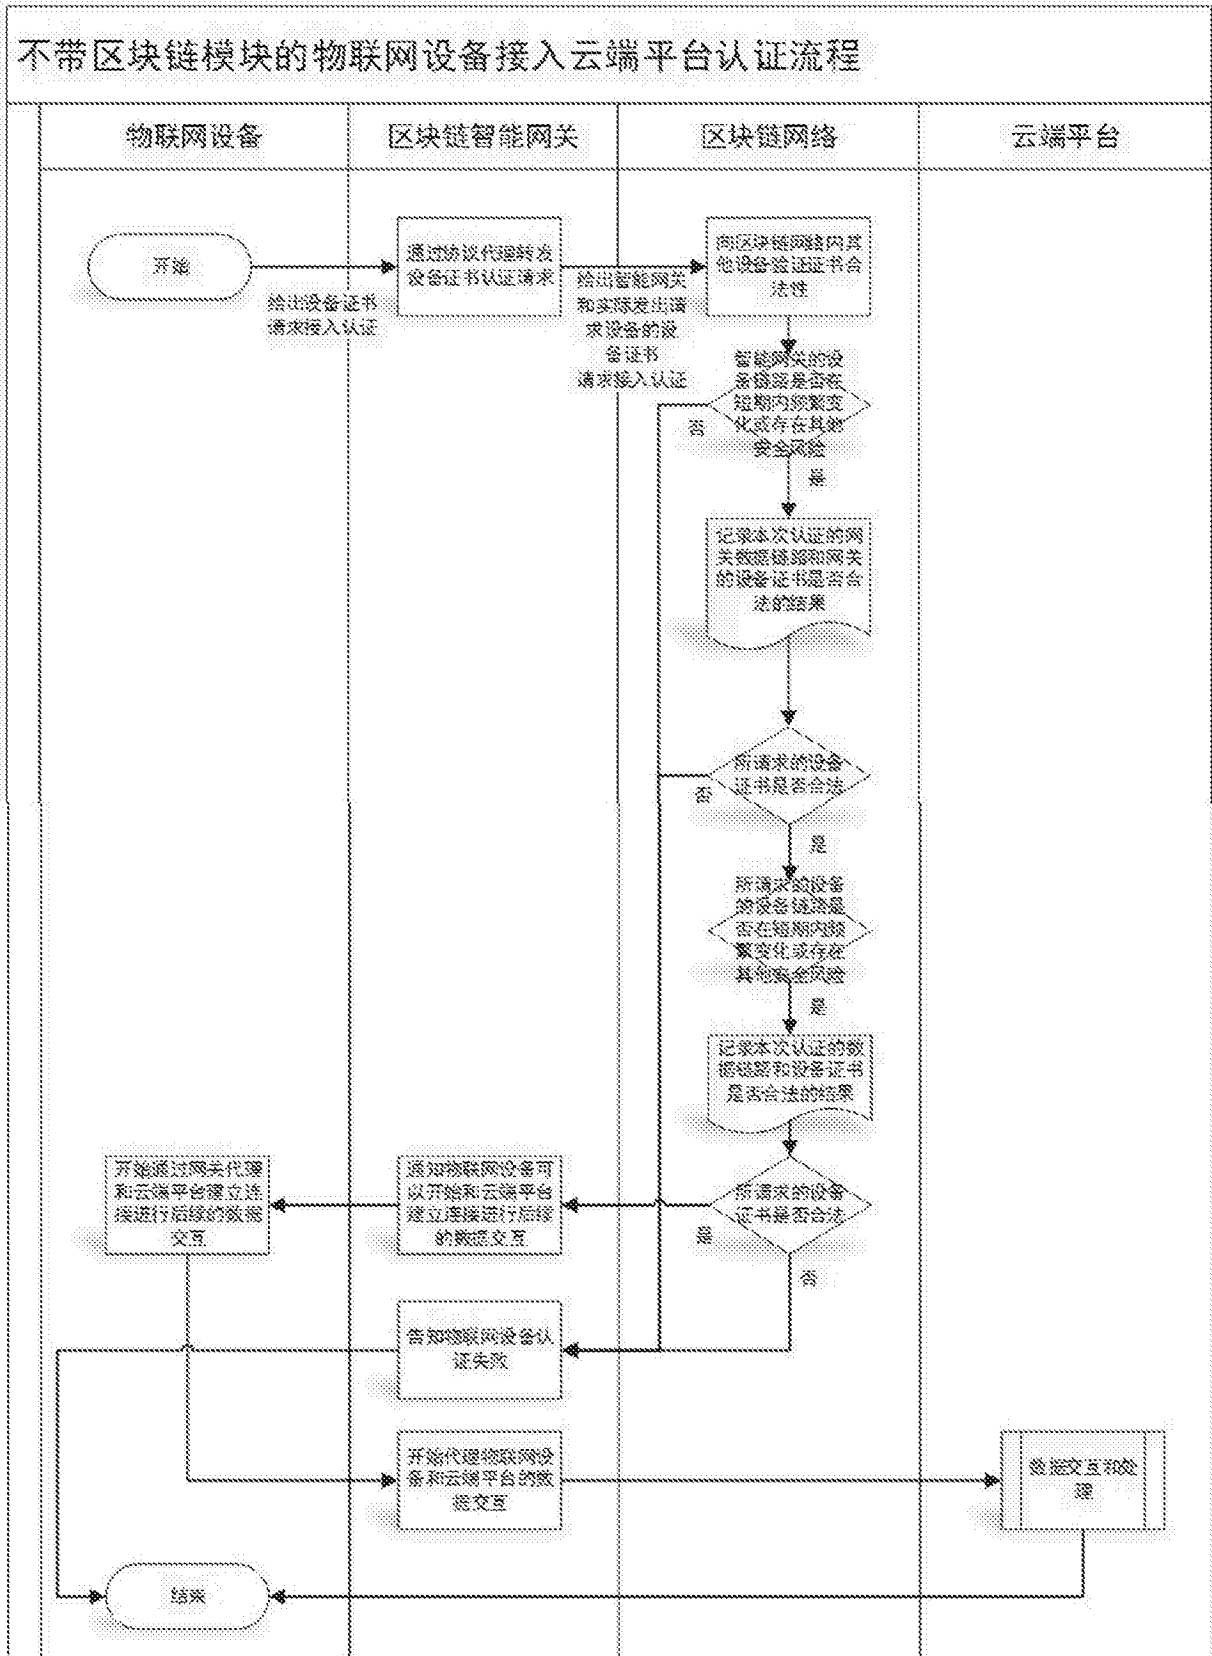 不带区块链模块的物联网设备接入云端平台认证流程
物联网设备
区块链智能网关
区块链网络
云端平台
开始
给出设备证书
请求接入认证
通过协议代理转发
设备证书认证请求
给出智能网关
和实际发出请
求设备的设
备证书
请求接入认证
向区块链网络内其
他设备验证证书合
法性
智能网关的设
备链路是否在
短期内频繁变
化或存在其他
安全风险
否
是
记录本次认证的网
关数据链路和网关
的设备证书是否合
法的结果
所请求的设备
证书是否合法
否
是
所请求的设备
的设备链路是
否在短期内频
繁变化或存在
其他安全风险
是
记录本次认证的数
据链路和设备证书
是否合法的结果
所请求的设备
证书是否合法
是
否
通知物联网设备可
以开始和云端平台
建立连接进行后续
的数据交互
开始通过网关代理
和云端平台建立连
接进行后续的数据
交互
告知物联网设备认
证失败
开始代理物联网设
备和云端平台的数
据交互
数据交互和处
理
结束